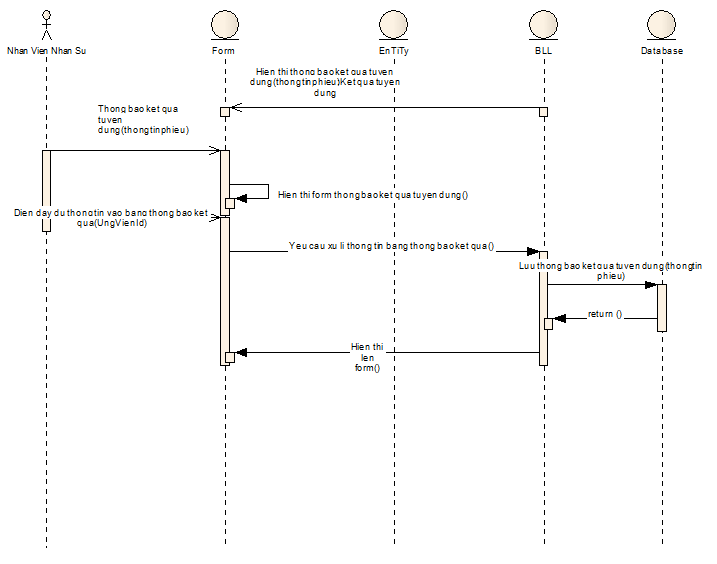 Nhan Vien Nhan Su
Form
EnTiTy
BLL
Database
Hien thi thong bao ket qua tuyen
dung(thongtinphieu)Ket qua tuyen
dung
Thong bao ket qua
tuyen
dung(thongtinphieu)
Hien thi form thong bao ket qua tuyen dung()
Dien day du thong tin vao bang thong bao ket
qua(UngVienId)
Yeu cau xu li thong tin bang thong bao ket qua()
Luu thong bao ket qua tuyen dung(thongtin
phieu)
return ()
Hien thi
len
form()